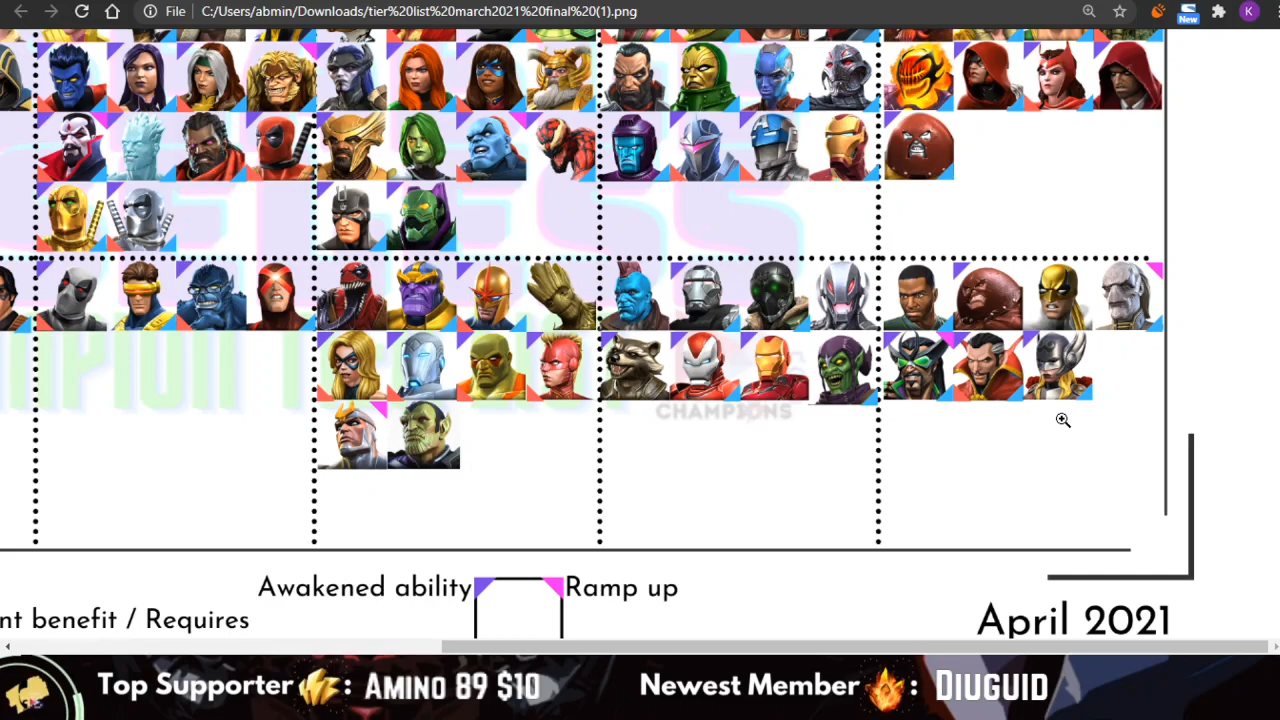 File
C:/Users/abmin/Downloads/tier%20list%20march2021%20final%20(1).png
New
K
CHAMPIONS
Awakened ability
Ramp up
nt benefit / Requires
April 2021
Top Supporter : Amino 89 $10
Newest Member : Diuguid